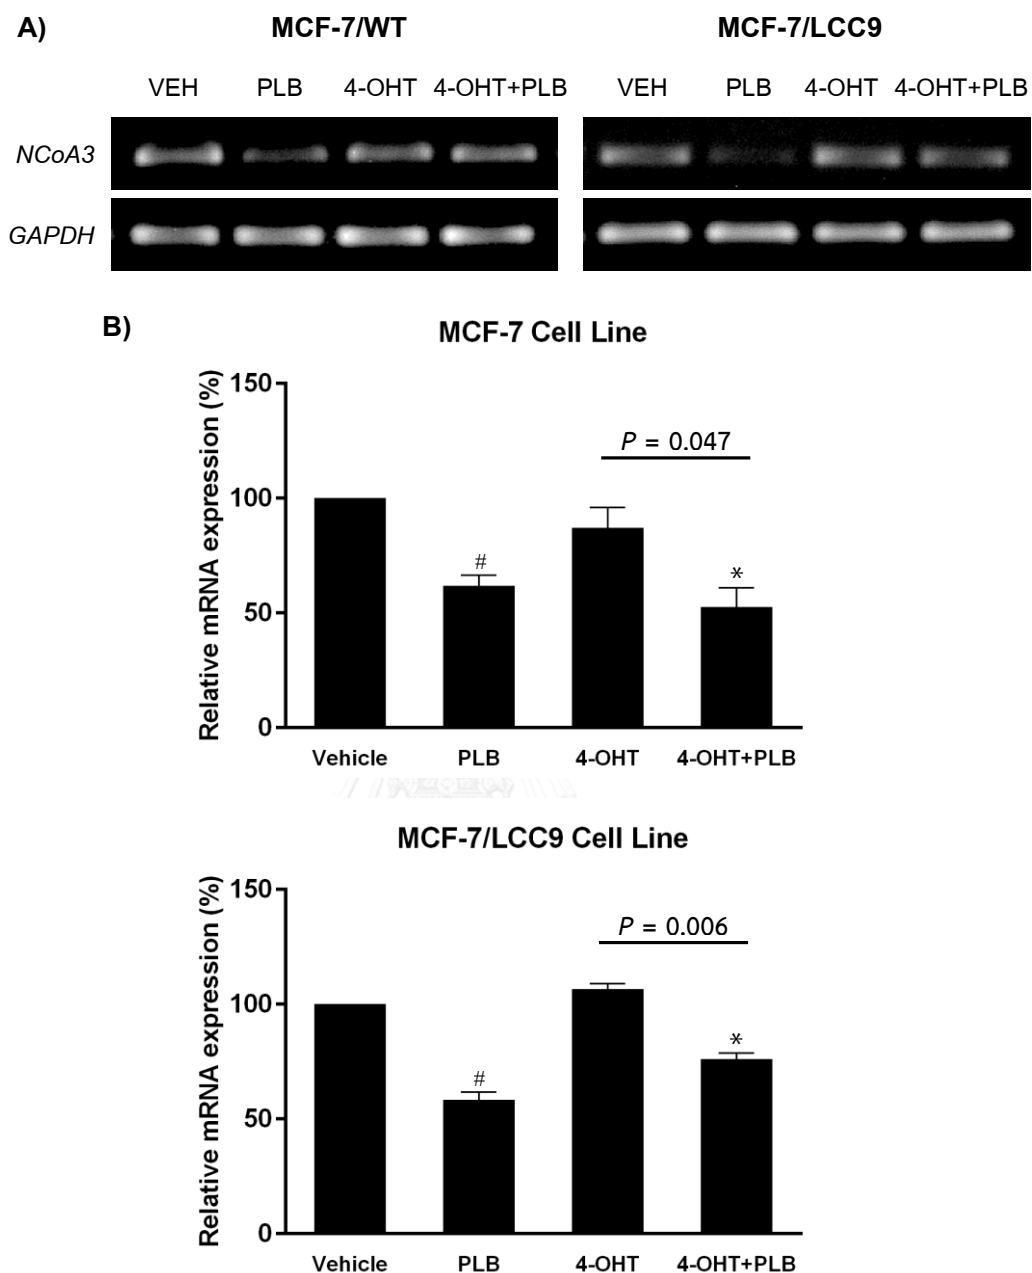 A)
MCF-7/WT MCF-7/LCC9
VEH PLB 4-OHT 4-OHT+PLB VEH PLB 4-OHT 4-OHT+PLB
NCoA3
GAPDH
B)
MCF-7 Cell Line
Relative mRNA expression (%)
150
100
50
0
P = 0.047
#
*
Vehicle PLB 4-OHT 4-OHT+PLB
MCF-7/LCC9 Cell Line
Relative mRNA expression (%)
150
100
50
0
P = 0.006
#
*
Vehicle PLB 4-OHT 4-OHT+PLB